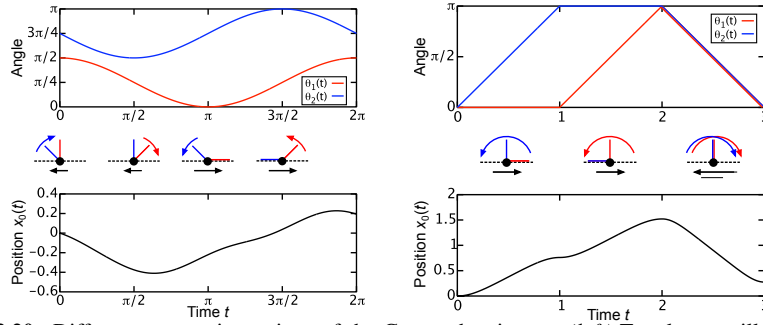 π
3π/4
π/2
π/4
0
Angle
θ1(t)
θ2(t)
0 π/2 π 3π/2 2π
π
π/2
0
Angle
θ1(t)
θ2(t)
0 1 2 3
0.4
0.2
0
−0.2
−0.4
−0.6
Position x0(t)
0 π/2 π 3π/2 2π
Time t
2
1.5
1
0.5
0
Position x0(t)
0 1 2 3
Time t